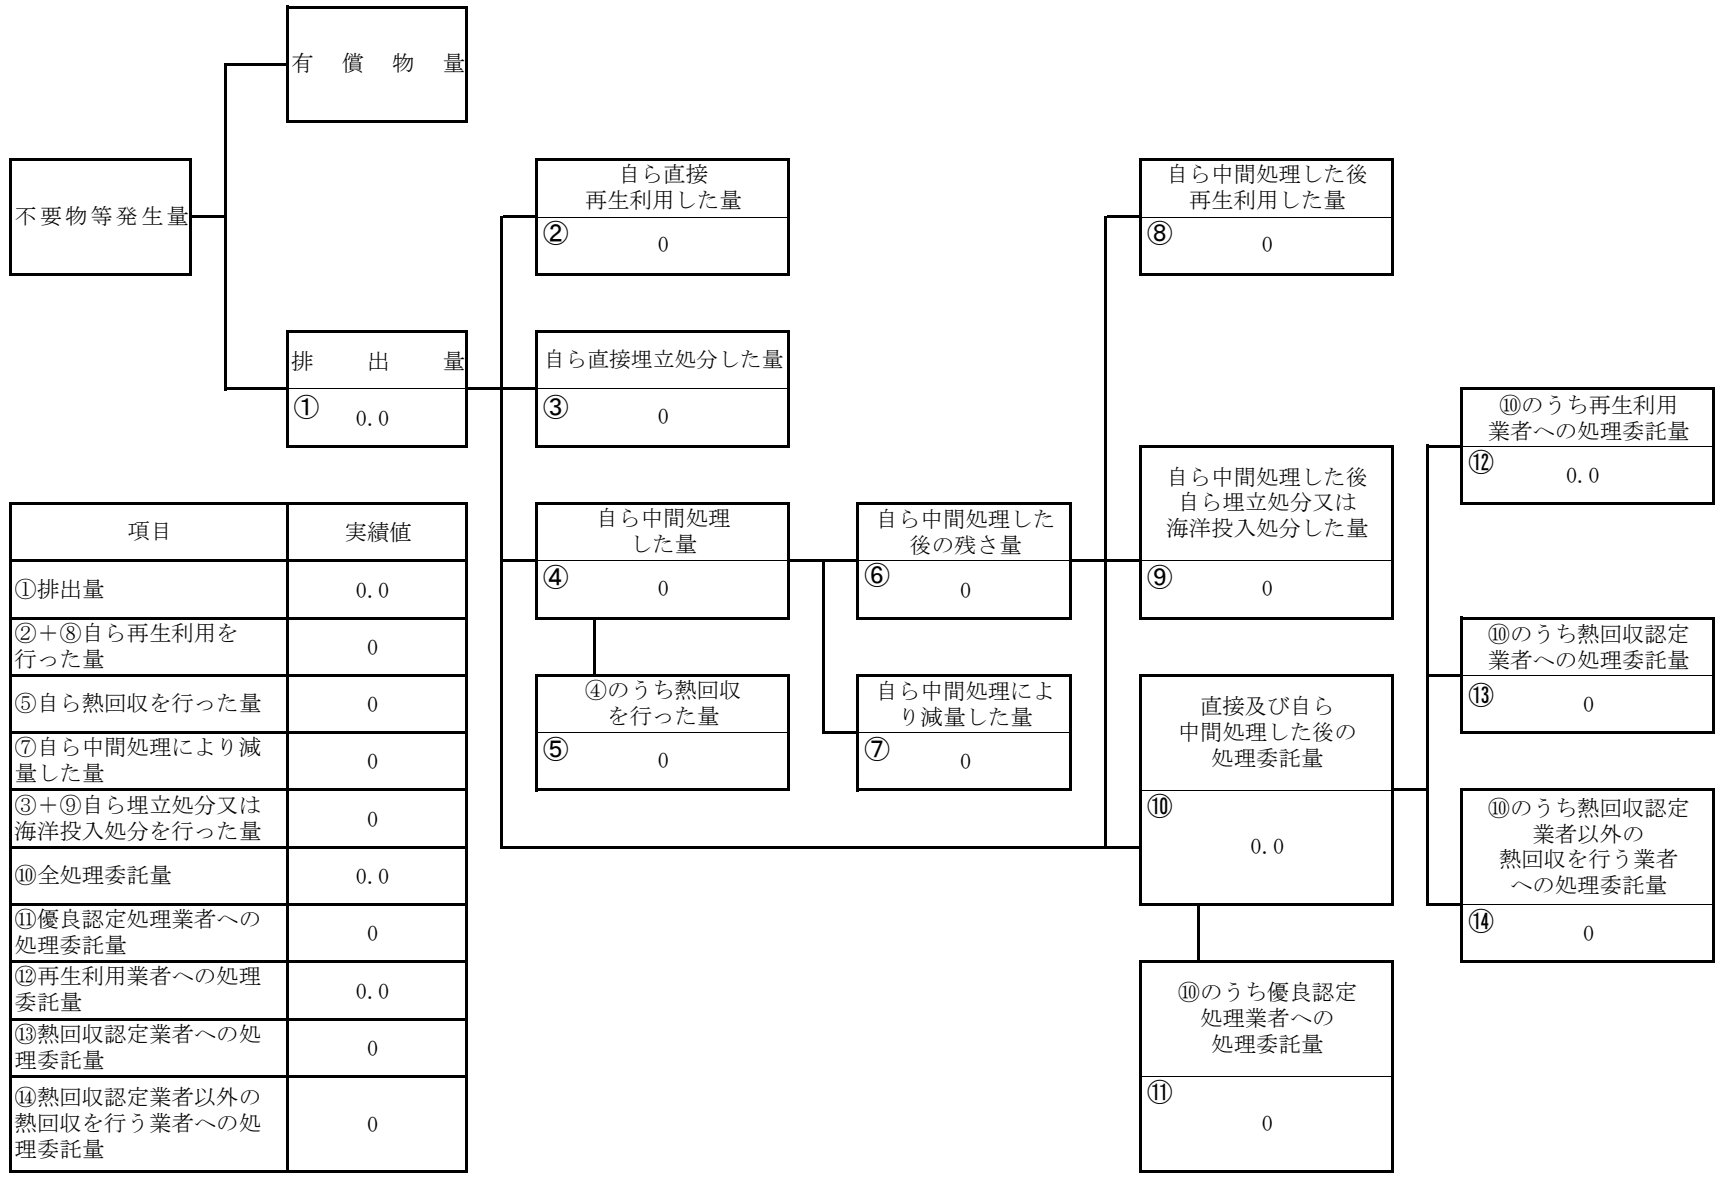 有償物量
不要物等発生量
排出量
①
0.0
自ら直接
再生利用した量
②
0
自ら直接埋立処分した量
③
0
自ら中間処理
した量
④
0
④のうち熱回収
を行った量
⑤
0
自ら中間処理した
後の残さ量
⑥
0
自ら中間処理によ
り減量した量
⑦
0
自ら中間処理した後
再生利用した量
⑧
0
自ら中間処理した後
自ら埋立処分又は
海洋投入処分した量
⑨
0
直接及び自ら
中間処理した後の
処理委託量
⑩
0.0
⑩のうち優良認定
処理業者への
処理委託量
⑪
0
⑩のうち再生利用
業者への処理委託量
⑫
0.0
⑩のうち熱回収認定
業者への処理委託量
⑬
0
⑩のうち熱回収認定
業者以外の
熱回収を行う業者
への処理委託量
⑭
0
項目 実績値
①排出量 0.0
②＋⑧自ら再生利用を
行った量
0
⑤自ら熱回収を行った量 0
⑦自ら中間処理により減
量した量
0
③＋⑨自ら埋立処分又は
海洋投入処分を行った量
0
⑩全処理委託量 0.0
⑪優良認定処理業者への
処理委託量
0
⑫再生利用業者への処理
委託量
0.0
⑬熱回収認定業者への処
理委託量
0
⑭熱回収認定業者以外の
熱回収を行う業者への処
理委託量
0